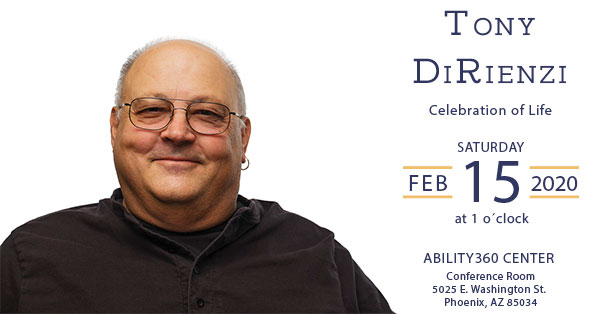 Tony
DiRienzi
Celebration of Life
SATURDAY
FEB 15 2020
at 1 o´clock
ABILITY360 CENTER
Conference Room
5025 E. Washington St.
Phoenix, AZ 85034